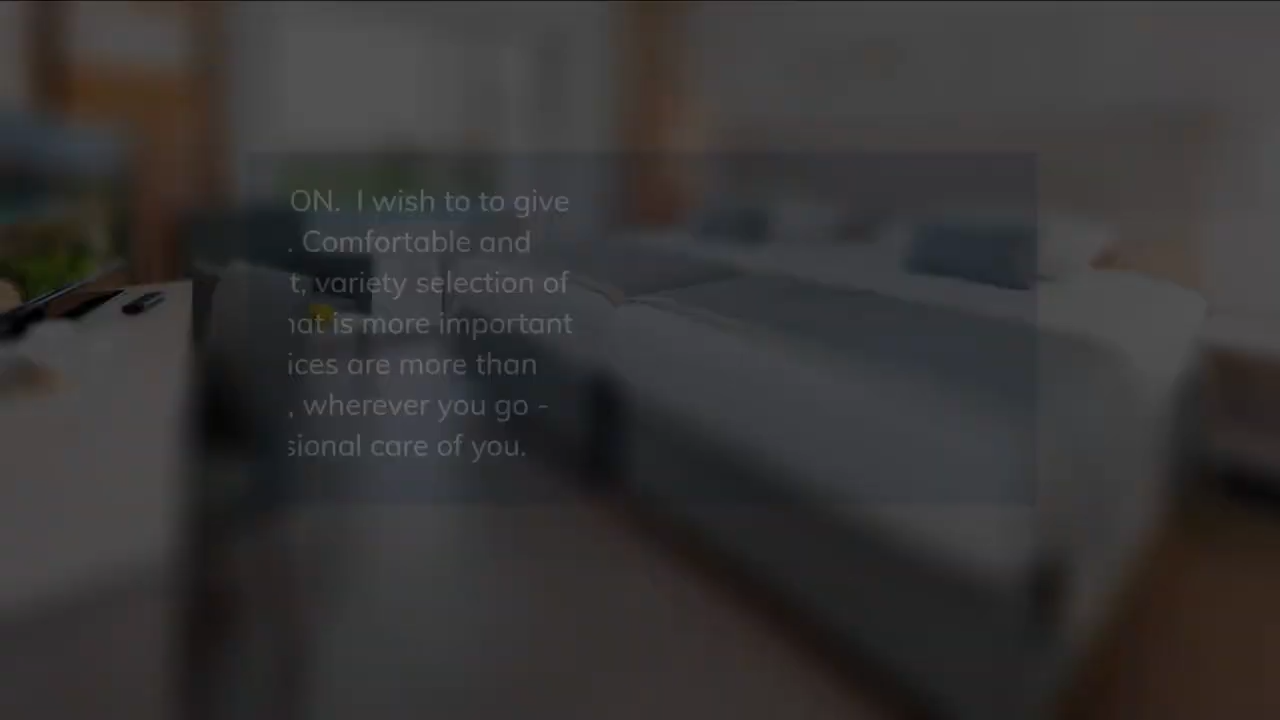 ON. I wish to to give
. Comfortable and
t, variety selection of
hat is more important
ices are more than
, wherever you go -
sional care of you.